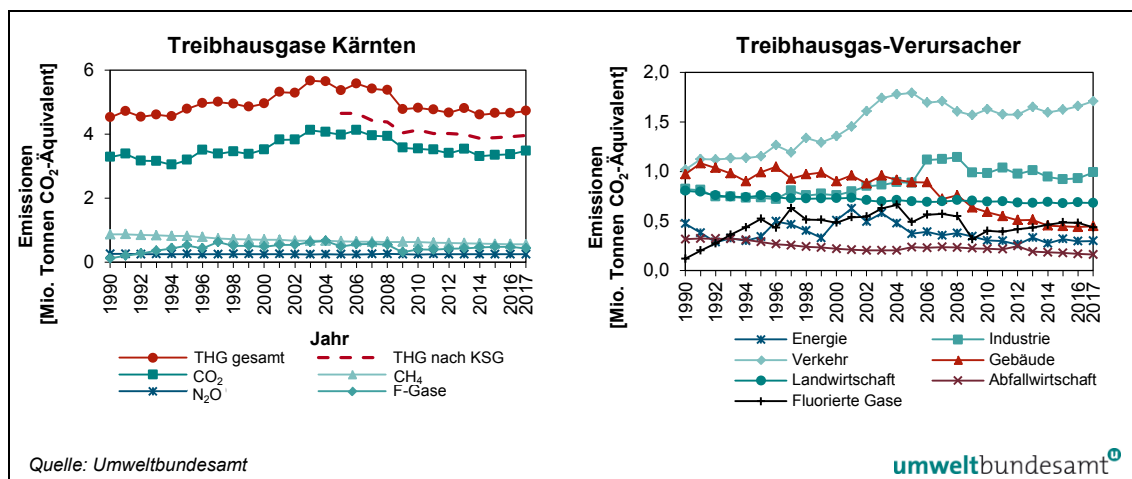 Treibhausgase Kärnten
Emissionen
[Mio. Tonnen CO₂-Äquivalent]
6
4
2
0
1990
1992
1994
1996
1998
2000
2002
2004
2006
2008
2010
2012
2014
2016
2017
Jahr
THG gesamt
THG nach KSG
CO₂
CH₄
N₂O
F-Gase
Treibhausgas-Verursacher
Emissionen
[Mio. Tonnen CO₂-Äquivalent]
2,0
1,5
1,0
0,5
0,0
1990
1992
1994
1996
1998
2000
2002
2004
2006
2008
2010
2012
2014
2016
2017
Energie
Industrie
Verkehr
Gebäude
Landwirtschaft
Abfallwirtschaft
Fluorierte Gase
Quelle: Umweltbundesamt
umweltbundesamt u